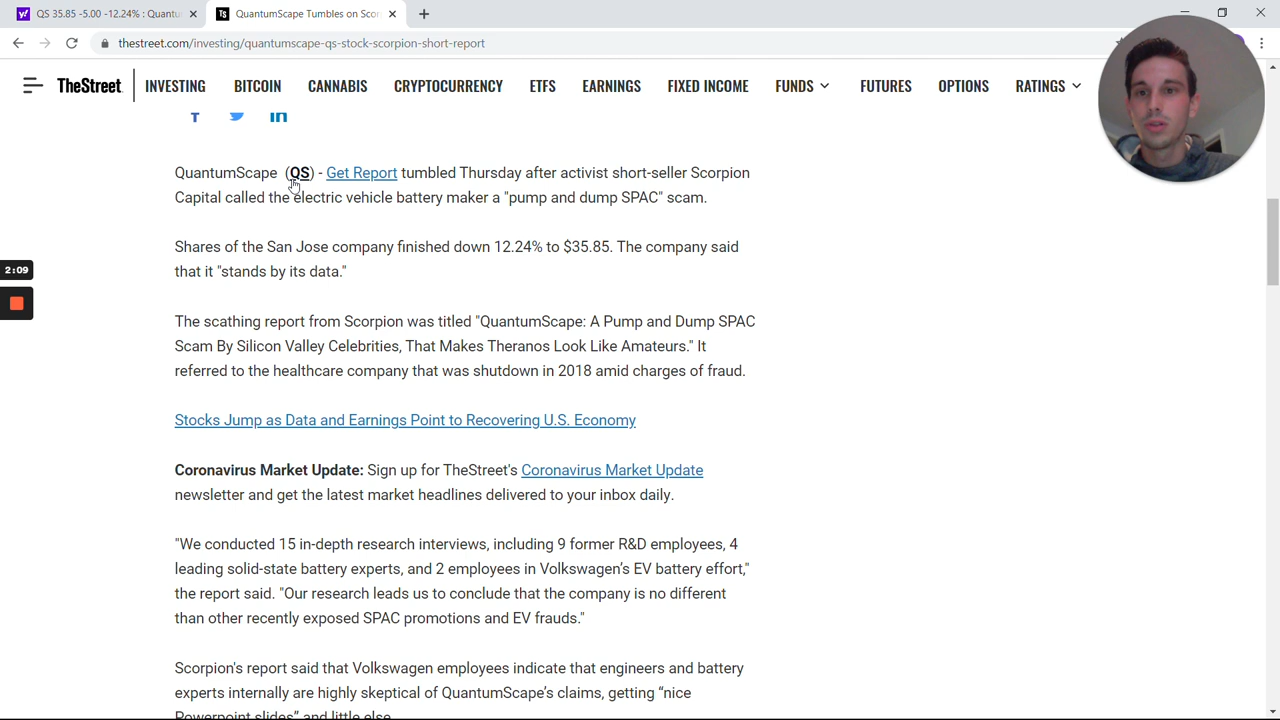 QS 35.85 -5.00 -12.24% : Quantu
QuantumScape Tumbles on Sco
thestreet.com/investing/quantumscape-qs-stock-scorpion-short-report
TheStreet
INVESTING BITCOIN CANNABIS CRYPTOCURRENCY ETFS EARNINGS FIXED INCOME FUNDS FUTURES OPTIONS RATINGS
QuantumScape (QS) - Get Report tumbled Thursday after activist short-seller Scorpion
Capital called the electric vehicle battery maker a "pump and dump SPAC" scam.
Shares of the San Jose company finished down 12.24% to $35.85. The company said
that it "stands by its data."
2:09
The scathing report from Scorpion was titled "QuantumScape: A Pump and Dump SPAC
Scam By Silicon Valley Celebrities, That Makes Theranos Look Like Amateurs." It
referred to the healthcare company that was shutdown in 2018 amid charges of fraud.
Stocks Jump as Data and Earnings Point to Recovering U.S. Economy
Coronavirus Market Update: Sign up for TheStreet's Coronavirus Market Update
newsletter and get the latest market headlines delivered to your inbox daily.
"We conducted 15 in-depth research interviews, including 9 former R&D employees, 4
leading solid-state battery experts, and 2 employees in Volkswagen’s EV battery effort,"
the report said. "Our research leads us to conclude that the company is no different
than other recently exposed SPAC promotions and EV frauds."
Scorpion's report said that Volkswagen employees indicate that engineers and battery
experts internally are highly skeptical of QuantumScape’s claims, getting “nice
Powerpoint slides” and little else